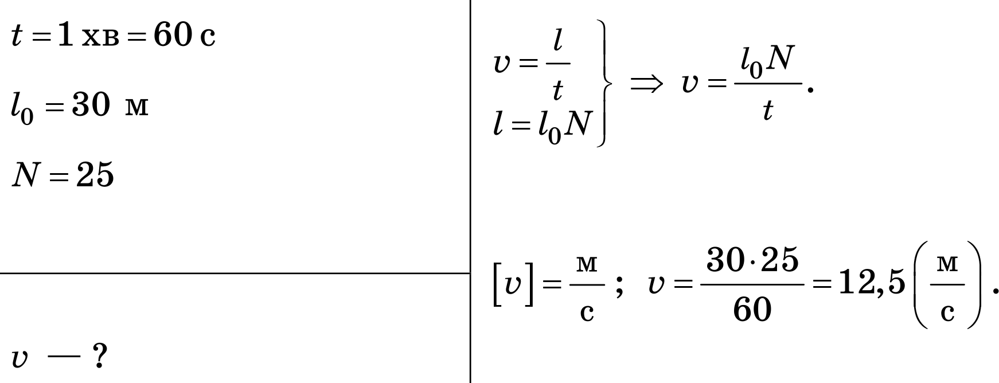 t = 1 хв = 60 с
l₀ = 30 м
N = 25
v — ?
v = l/t
l = l₀N
⇒ v = l₀N/t.
[v] = м/с; v = 30·25/60 = 12,5 (м/с).